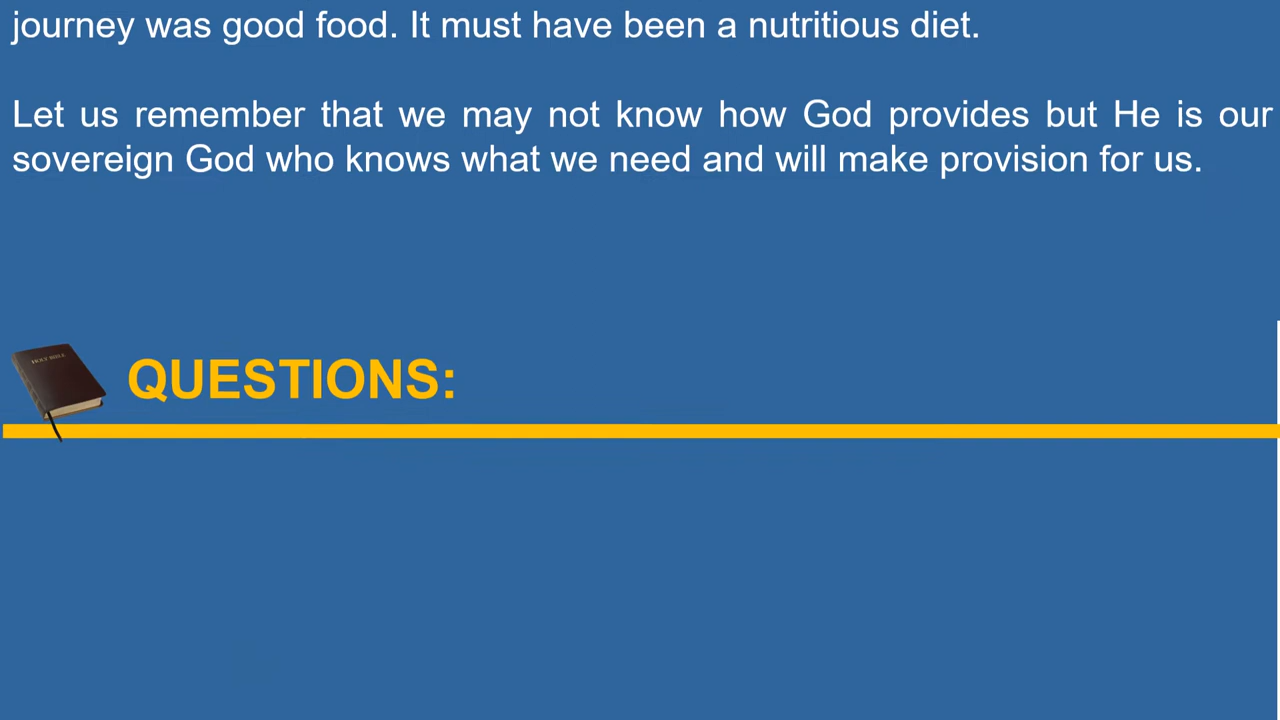 journey was good food. It must have been a nutritious diet.
Let us remember that we may not know how God provides but He is our
sovereign God who knows what we need and will make provision for us.
HOLY BIBLE
QUESTIONS: